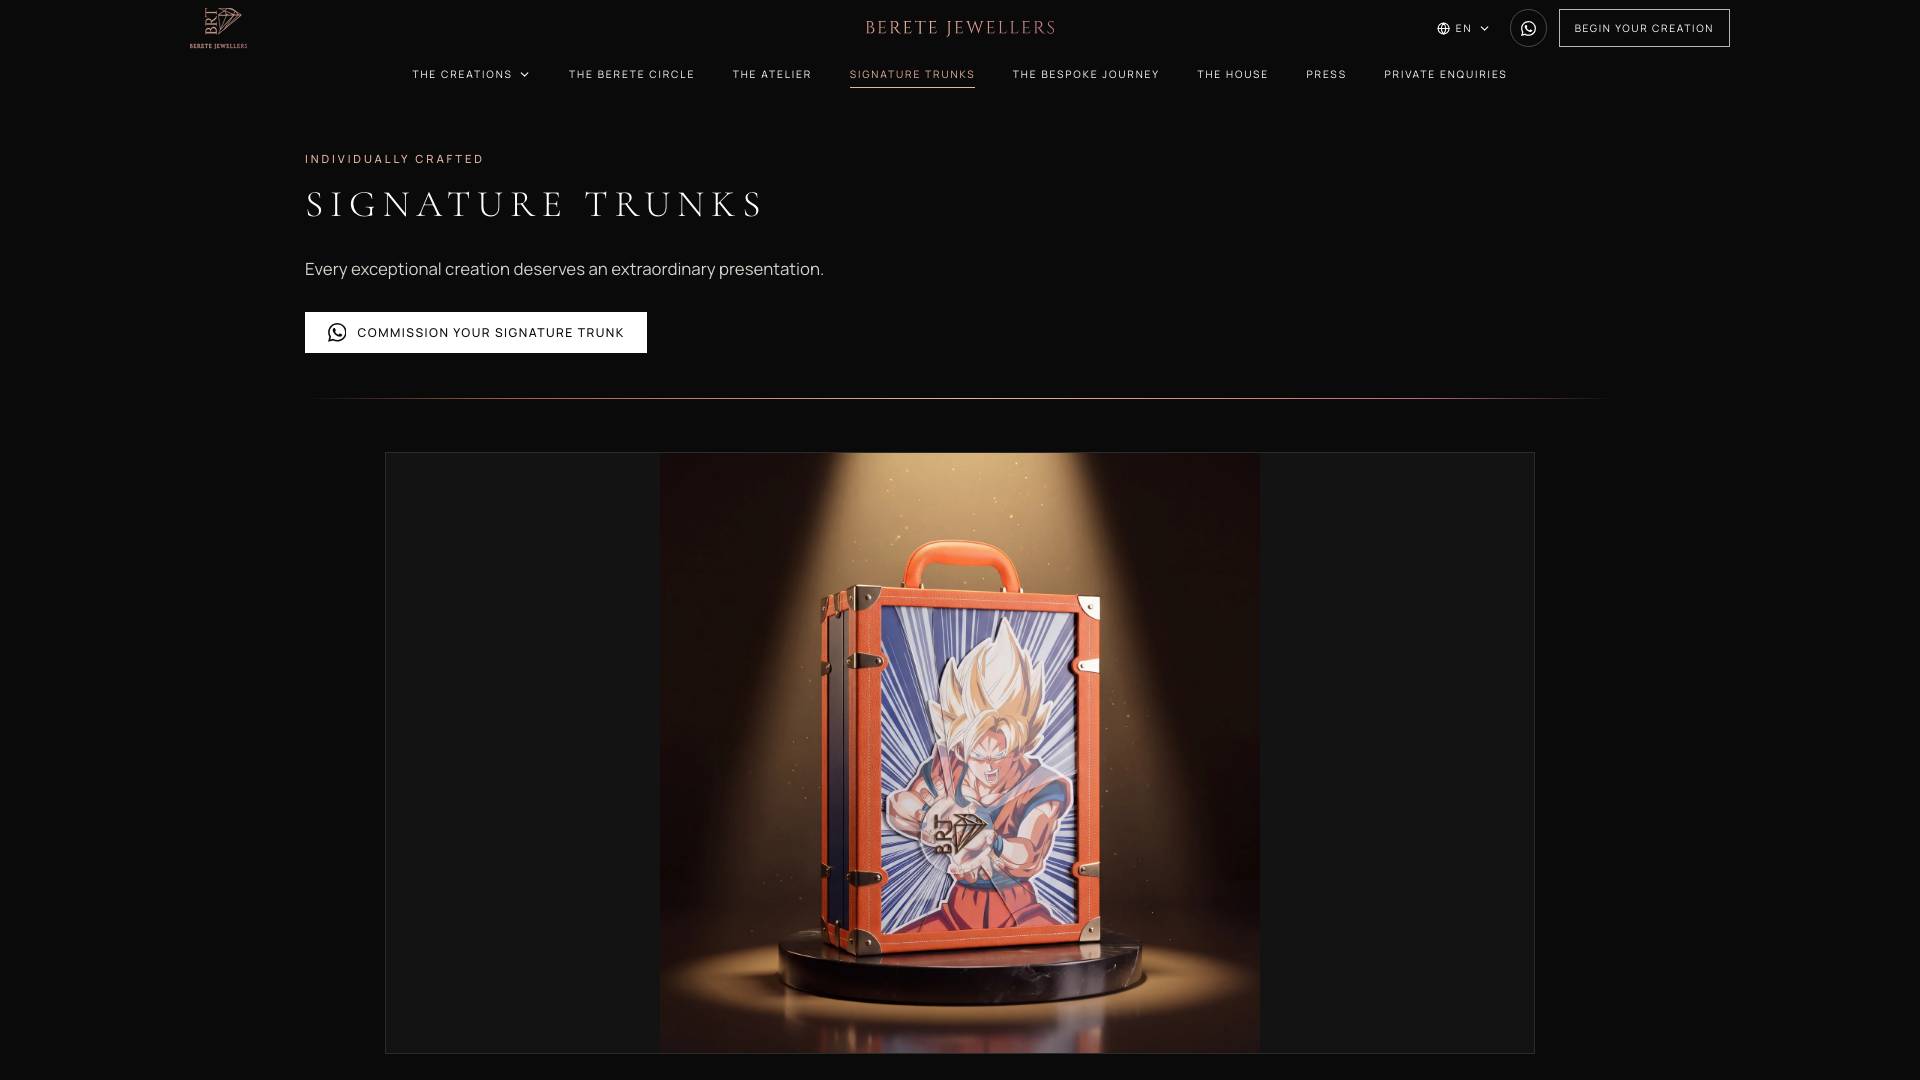 BRT
BERETE JEWELLERS
BERETE JEWELLERS
EN
BEGIN YOUR CREATION
THE CREATIONS
THE BERETE CIRCLE
THE ATELIER
SIGNATURE TRUNKS
THE BESPOKE JOURNEY
THE HOUSE
PRESS
PRIVATE ENQUIRIES
INDIVIDUALLY CRAFTED
SIGNATURE TRUNKS
Every exceptional creation deserves an extraordinary presentation.
COMMISSION YOUR SIGNATURE TRUNK
BRT